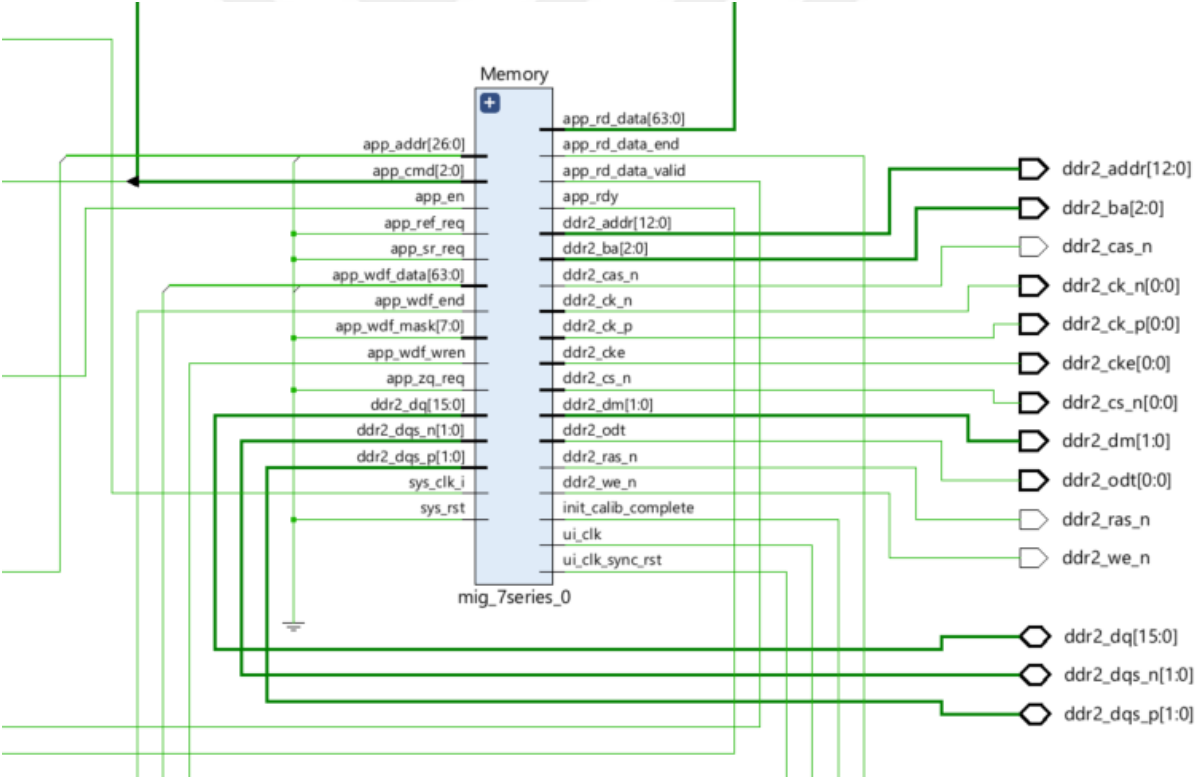 Memory
app_addr[26:0]
app_cmd[2:0]
app_en
app_ref_req
app_sr_req
app_wdf_data[63:0]
app_wdf_end
app_wdf_mask[7:0]
app_wdf_wren
app_zq_req
ddr2_dq[15:0]
ddr2_dqs_n[1:0]
ddr2_dqs_p[1:0]
sys_clk_i
sys_rst
app_rd_data[63:0]
app_rd_data_end
app_rd_data_valid
app_rdy
ddr2_addr[12:0]
ddr2_ba[2:0]
ddr2_cas_n
ddr2_ck_n
ddr2_ck_p
ddr2_cke
ddr2_cs_n
ddr2_dm[1:0]
ddr2_odt
ddr2_ras_n
ddr2_we_n
init_calib_complete
ui_clk
ui_clk_sync_rst
mig_7series_0
ddr2_addr[12:0]
ddr2_ba[2:0]
ddr2_cas_n
ddr2_ck_n[0:0]
ddr2_ck_p[0:0]
ddr2_cke[0:0]
ddr2_cs_n[0:0]
ddr2_dm[1:0]
ddr2_odt[0:0]
ddr2_ras_n
ddr2_we_n
ddr2_dq[15:0]
ddr2_dqs_n[1:0]
ddr2_dqs_p[1:0]